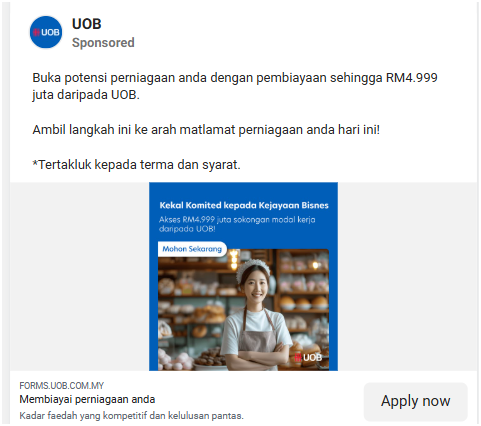 UOB
UOB
Sponsored
Buka potensi perniagaan anda dengan pembiayaan sehingga RM4.999
juta daripada UOB.
Ambil langkah ini ke arah matlamat perniagaan anda hari ini!
*Tertakluk kepada terma dan syarat.
Kekal Komited kepada Kejayaan Bisnes
Akses RM4,999 juta sokongan modal kerja
daripada UOB!
Mohon Sekarang
UOB
FORMS.UOB.COM.MY
Membiayai perniagaan anda
Kadar faedah yang kompetitif dan kelulusan pantas.
Apply now